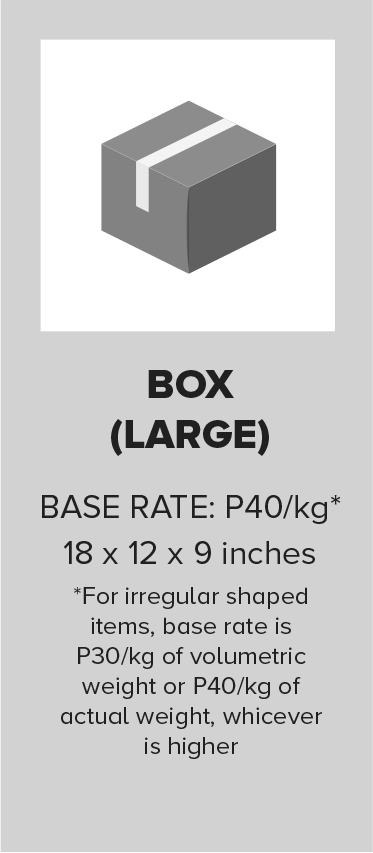 BOX
(LARGE)
BASE RATE: P40/kg*
18 x 12 x 9 inches
*For irregular shaped
items, base rate is
P30/kg of volumetric
weight or P40/kg of
actual weight, whicever
is higher